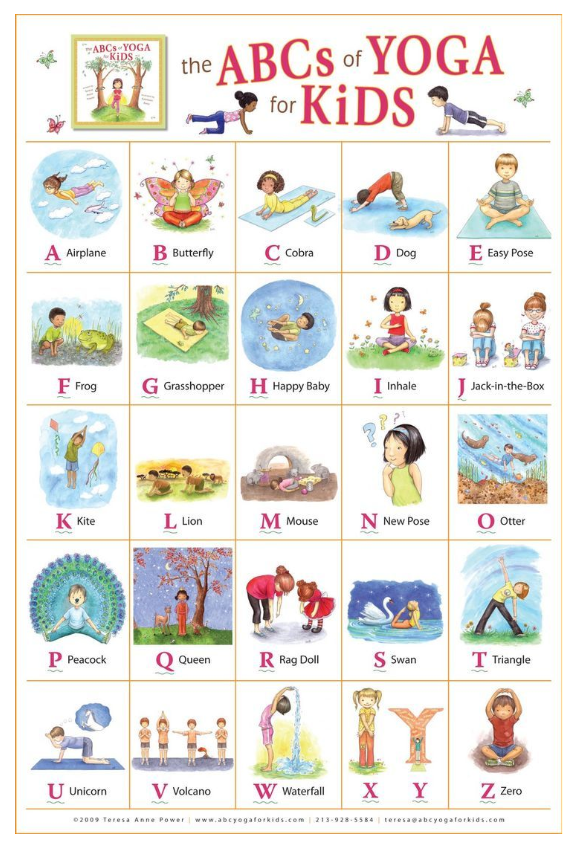 the ABCs of YOGA
for KiDS
the ABCs of YOGA
for KiDS
A Airplane
B Butterfly
C Cobra
D Dog
E Easy Pose
F Frog
G Grasshopper
H Happy Baby
I Inhale
J Jack-in-the-Box
K Kite
L Lion
M Mouse
N New Pose
O Otter
P Peacock
Q Queen
R Rag Doll
S Swan
T Triangle
U Unicorn
V Volcano
W Waterfall
X Y
Z Zero
©2009 Teresa Anne Power | www.abcyogaforkids.com | 213-928-5584 | teresa@abcyogaforkids.com